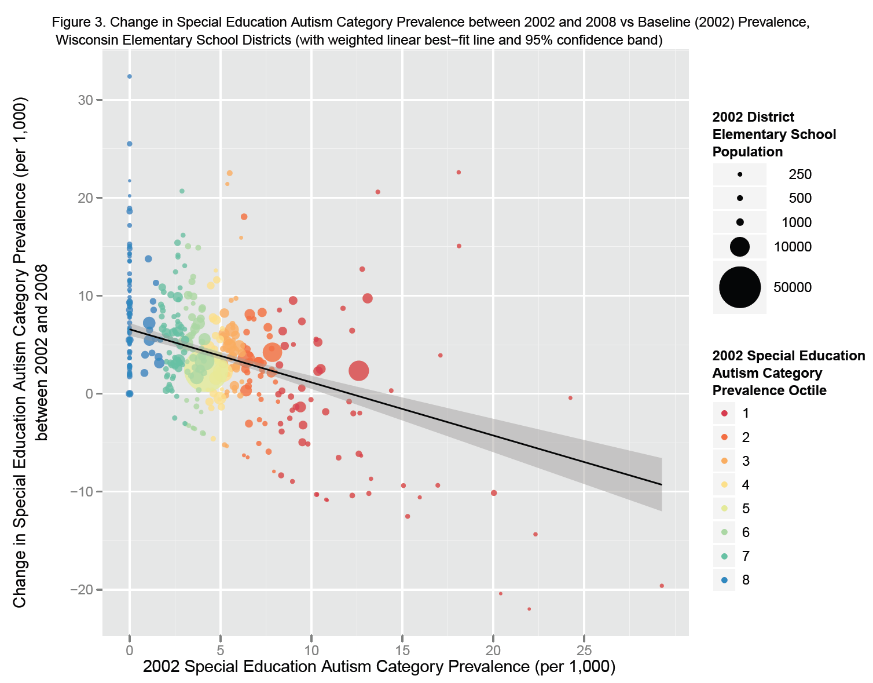 Figure 3. Change in Special Education Autism Category Prevalence between 2002 and 2008 vs Baseline (2002) Prevalence,
Wisconsin Elementary School Districts (with weighted linear best−fit line and 95% confidence band)
Change in Special Education Autism Category Prevalence (per 1,000)
between 2002 and 2008
30
20
10
0
−10
−20
0
5
10
15
20
25
2002 Special Education Autism Category Prevalence (per 1,000)
2002 District
Elementary School
Population
250
500
1000
10000
50000
2002 Special Education
Autism Category
Prevalence Octile
1
2
3
4
5
6
7
8